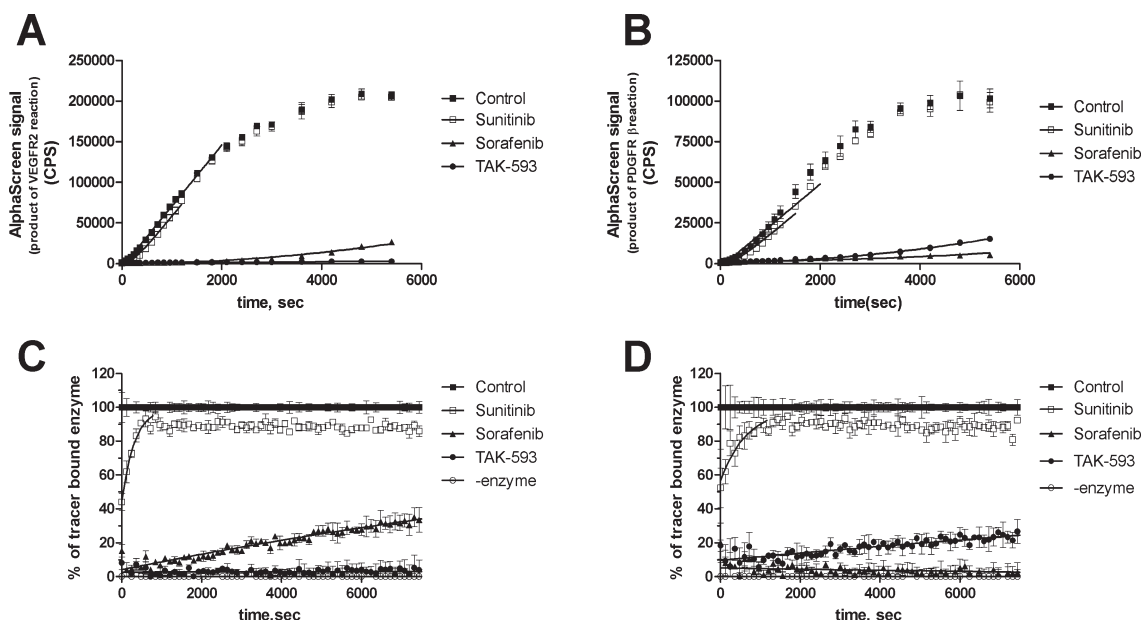 A
AlphaScreen signal
(product of VEGFR2 reaction)
(CPS)
250000
200000
150000
100000
50000
0
0 2000 4000 6000
time, sec
Control
Sunitinib
Sorafenib
TAK-593
B
AlphaScreen signal
(product of PDGFR βreaction)
(CPS)
125000
100000
75000
50000
25000
0
0 2000 4000 6000
time(sec)
Control
Sunitinib
Sorafenib
TAK-593
C
% of tracer bound enzyme
120
100
80
60
40
20
0
0 2000 4000 6000
time,sec
Control
Sunitinib
Sorafenib
TAK-593
-enzyme
D
% of tracer bound enzyme
120
100
80
60
40
20
0
0 2000 4000 6000
time, sec
Control
Sunitinib
Sorafenib
TAK-593
-enzyme